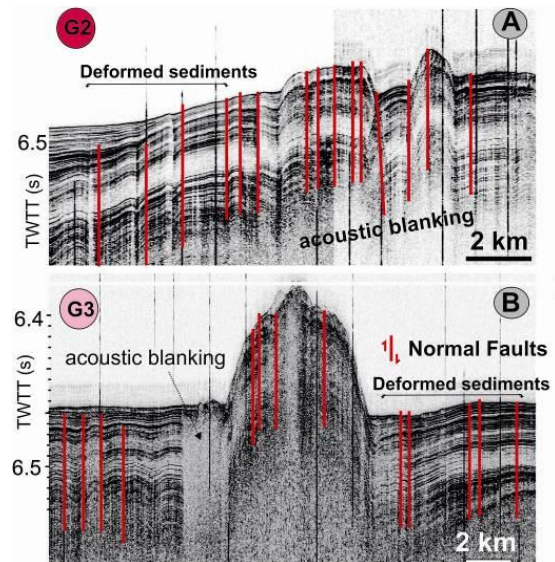 G2
A
Deformed sediments
6.5
TWTT (s)
acoustic blanking
2 km
G3
B
6.4
acoustic blanking
Normal Faults
Deformed sediments
TWTT (s)
6.5
2 km